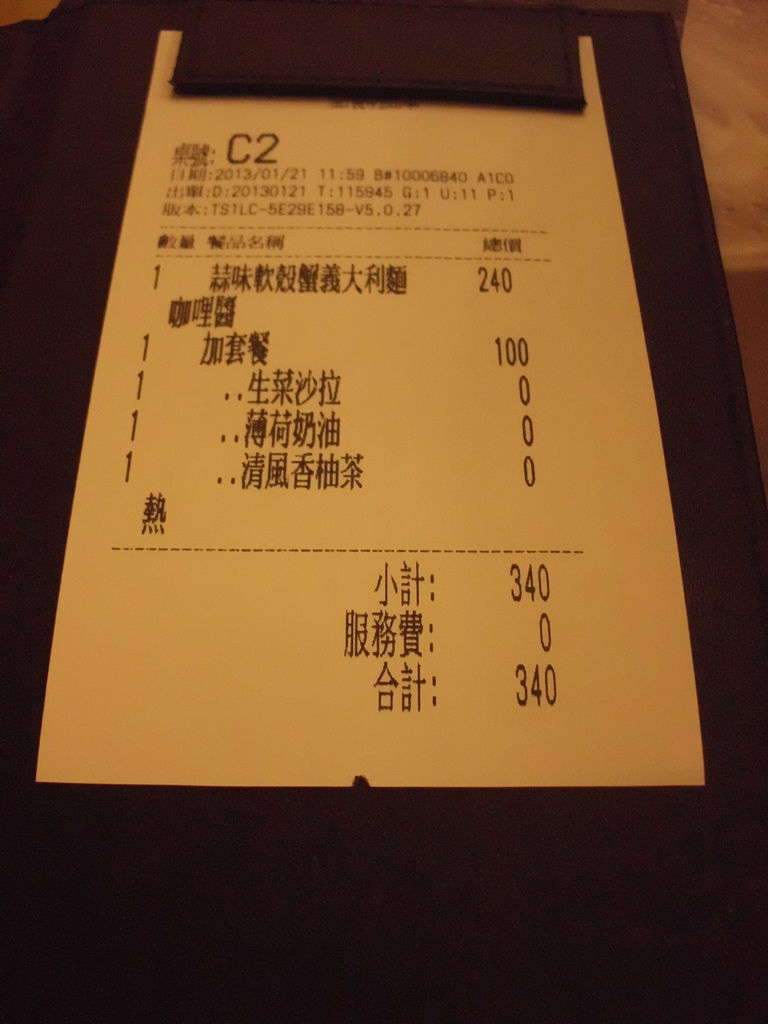 桌號: C2
日期:2013/01/21 11:59 B#10006840 A1C0
出單:D:20130121 T:115945 G:1 U:11 P:1
版本:TS1LC-5E29E158-V5.0.27
數量 餐品名稱 總價
1 蒜味軟殼蟹義大利麵 240
咖哩醬
1 加套餐 100
1 ..生菜沙拉 0
1 ..薄荷奶油 0
1 ..清風香柚茶 0
熱
小計: 340
服務費: 0
合計: 340